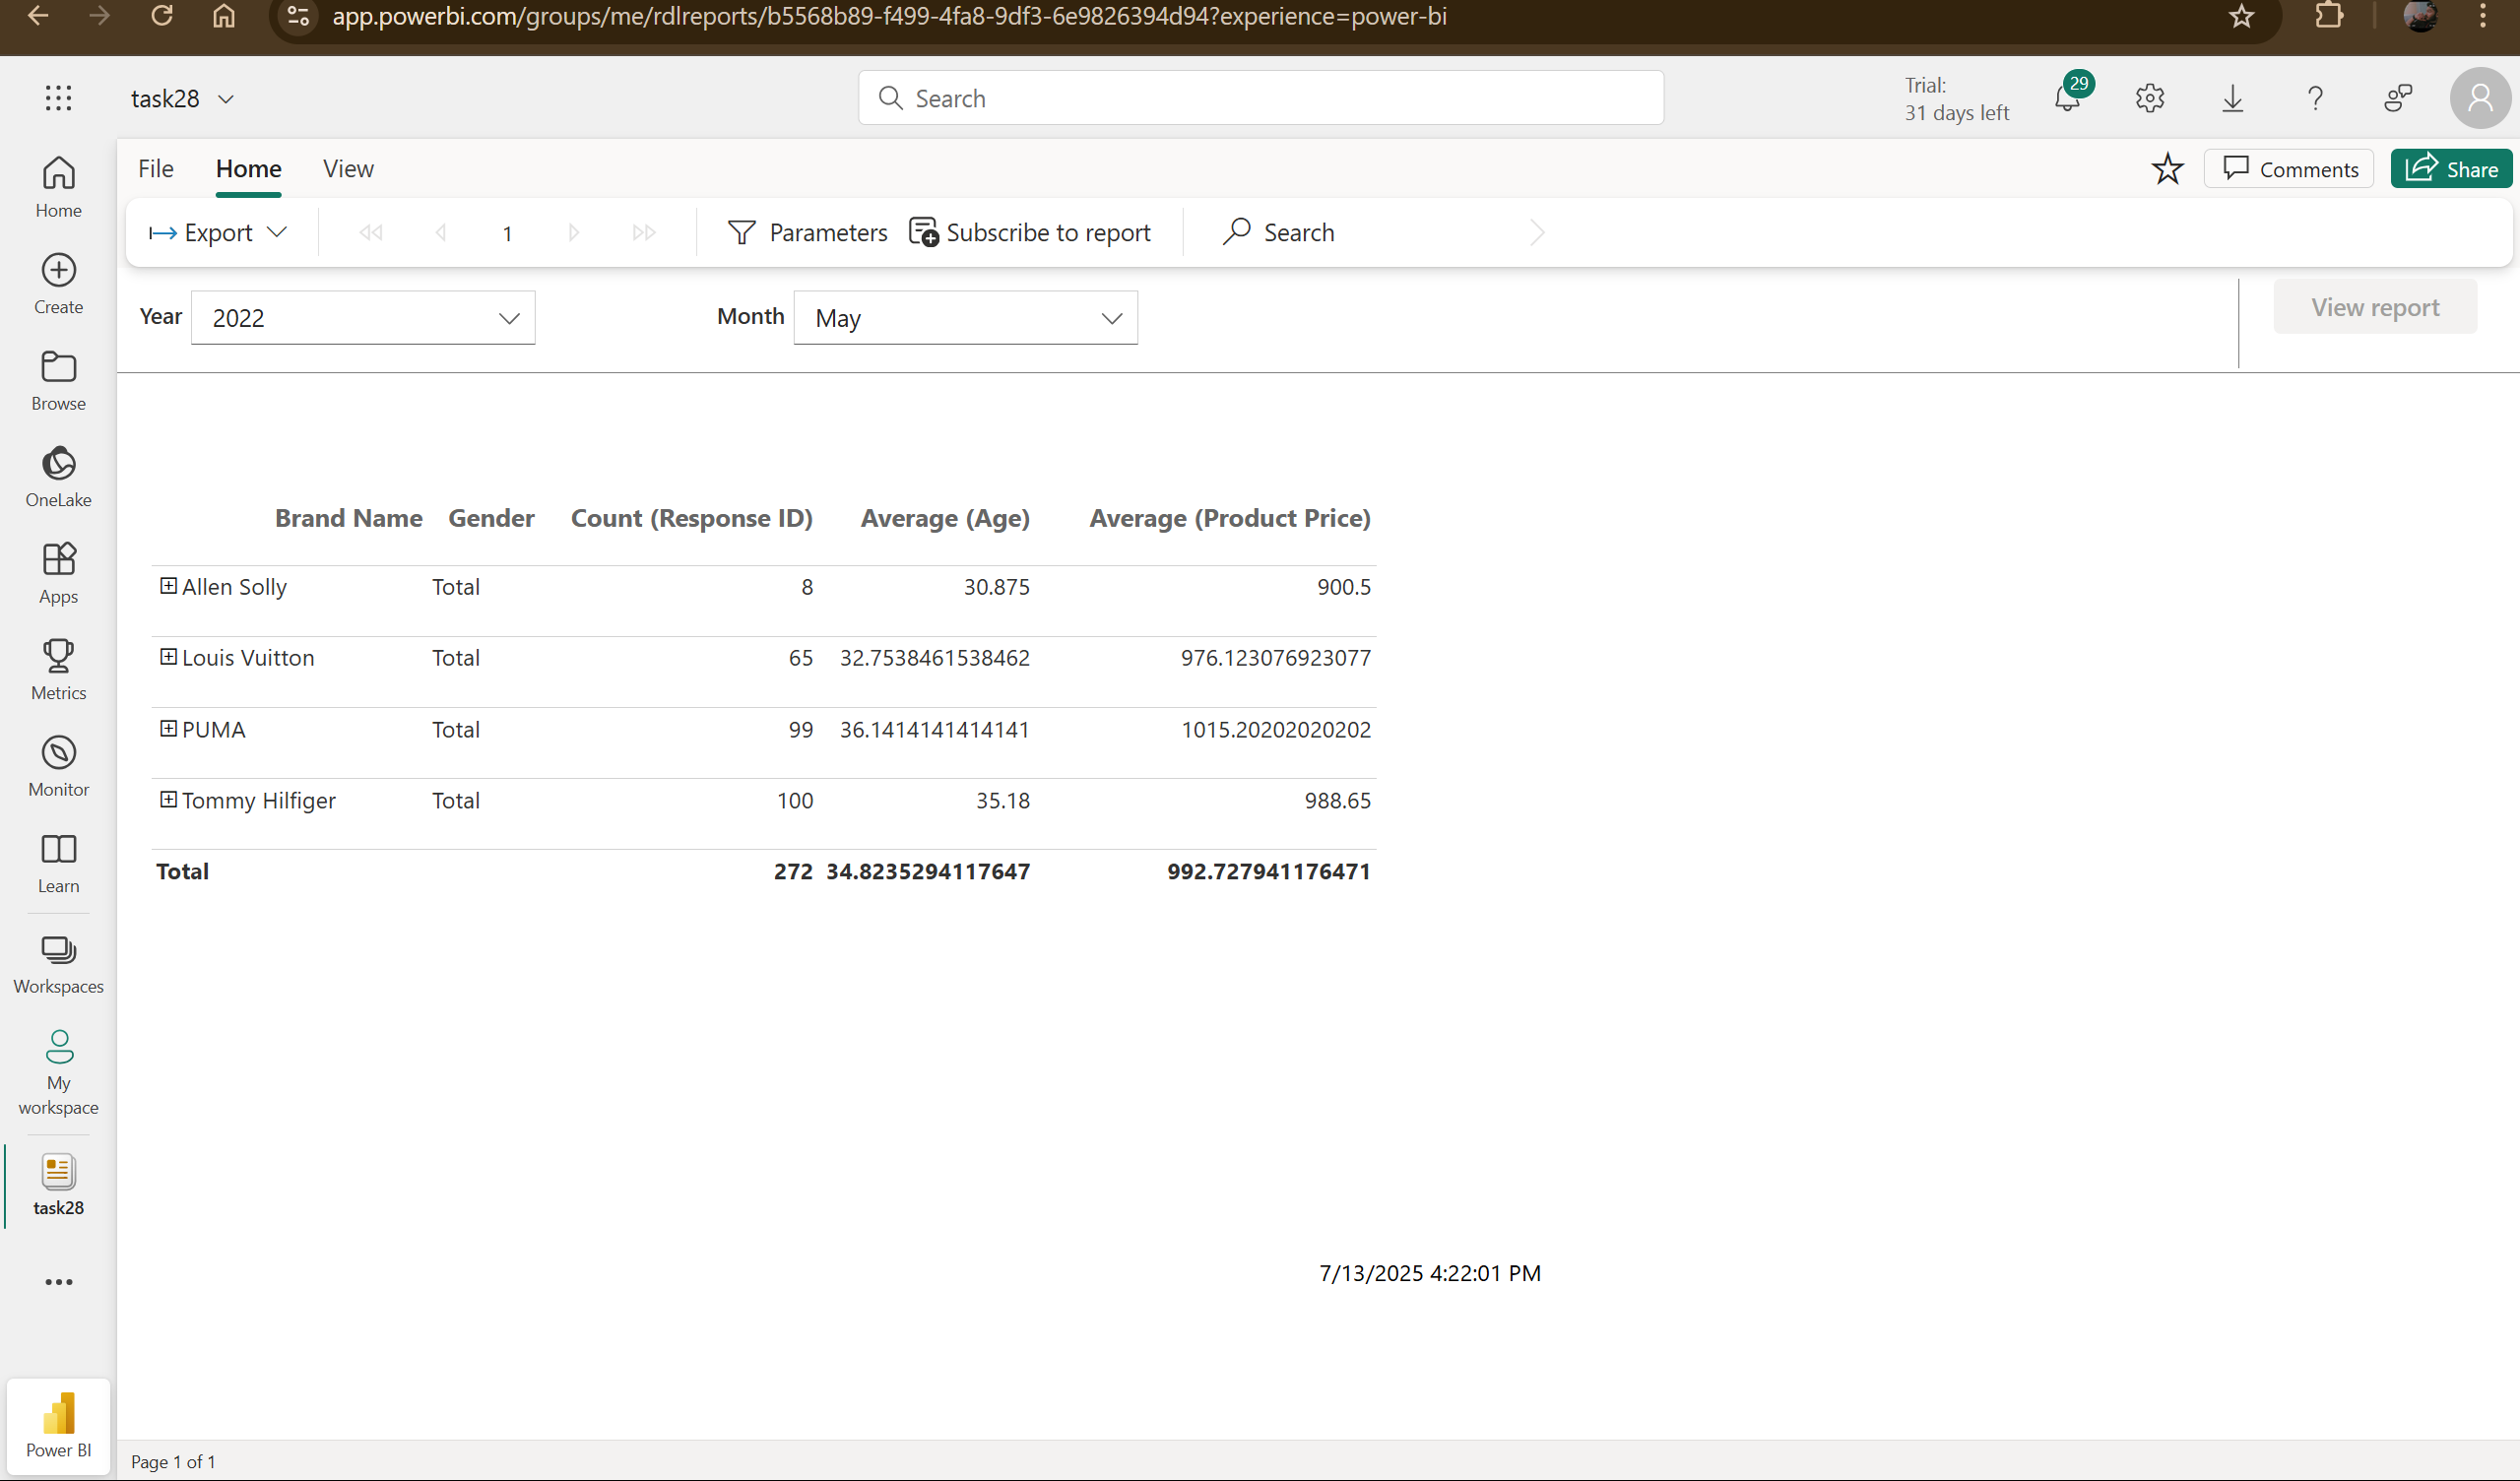 app.powerbi.com/groups/me/rdlreports/b5568b89-f499-4fa8-9df3-6e9826394d94?experience=power-bi
task28
Search
Trial:
31 days left
29
File Home View
Comments Share
Export 1 Parameters Subscribe to report Search
Year 2022 Month May View report
Home
Create
Browse
OneLake
Apps
Metrics
Monitor
Learn
Workspaces
My
workspace
task28
Power BI
Brand Name Gender Count (Response ID) Average (Age) Average (Product Price)
Allen Solly Total 8 30.875 900.5
Louis Vuitton Total 65 32.7538461538462 976.123076923077
PUMA Total 99 36.1414141414141 1015.20202020202
Tommy Hilfiger Total 100 35.18 988.65
Total 272 34.8235294117647 992.727941176471
7/13/2025 4:22:01 PM
Page 1 of 1